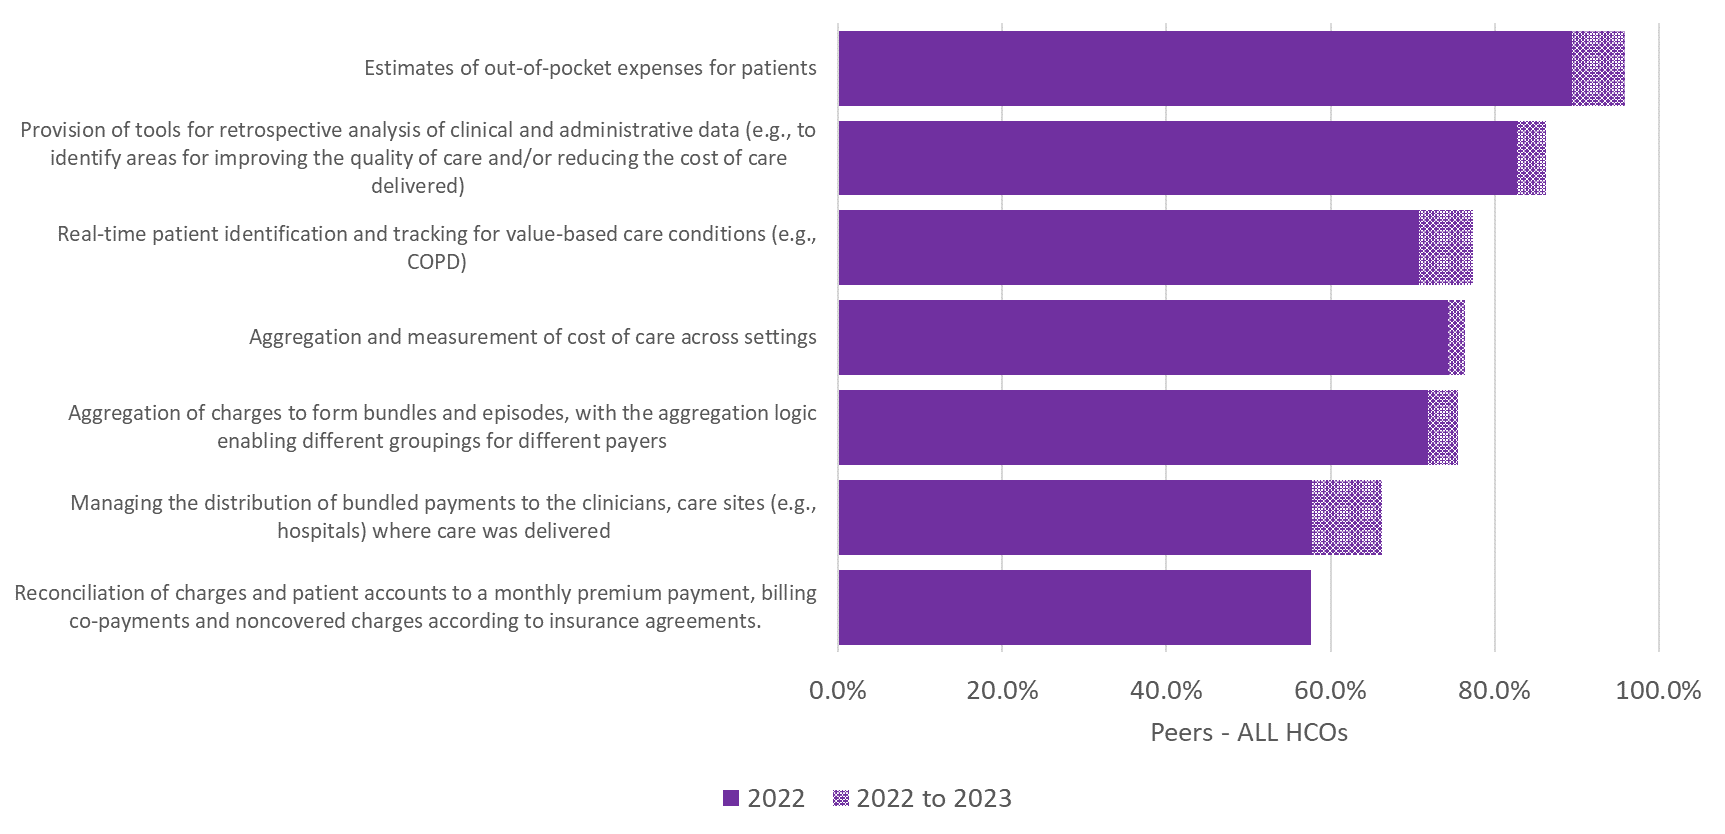 Estimates of out-of-pocket expenses for patients
Provision of tools for retrospective analysis of clinical and administrative data (e.g., to
identify areas for improving the quality of care and/or reducing the cost of care
delivered)
Real-time patient identification and tracking for value-based care conditions (e.g.,
COPD)
Aggregation and measurement of cost of care across settings
Aggregation of charges to form bundles and episodes, with the aggregation logic
enabling different groupings for different payers
Managing the distribution of bundled payments to the clinicians, care sites (e.g.,
hospitals) where care was delivered
Reconciliation of charges and patient accounts to a monthly premium payment, billing
co-payments and noncovered charges according to insurance agreements.
0.0% 20.0% 40.0% 60.0% 80.0% 100.0%
Peers - ALL HCOs
2022 2022 to 2023